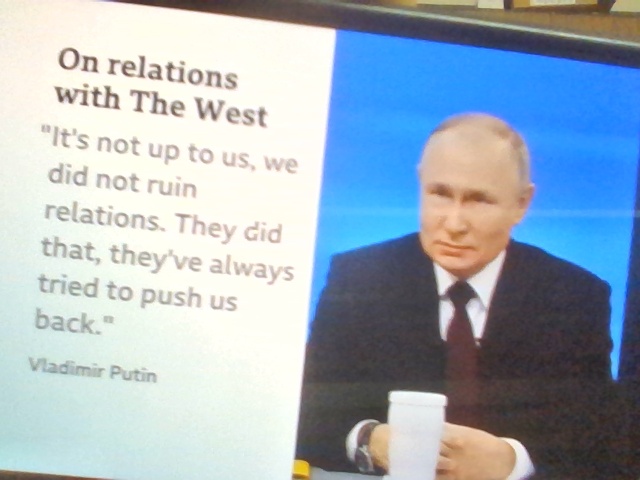 On relations
with The West
"It's not up to us, we
did not ruin
relations. They did
that, they've always
tried to push us
back."
Vladimir Putin